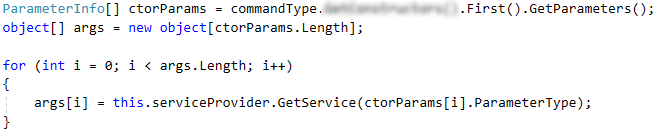 ParameterInfo[] ctorParams = commandType. .First().GetParameters();
object[] args = new object[ctorParams.Length];
for (int i = 0; i < args.Length; i++)
{
args[i] = this.serviceProvider.GetService(ctorParams[i].ParameterType);
}